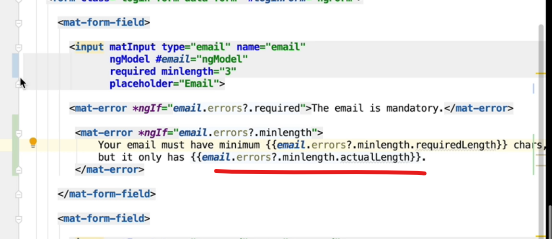 <mat-form-field>
<input matInput type="email" name="email"
ngModel #email="ngModel"
required minlength="3"
placeholder="Email">
<mat-error *ngIf="email.errors?.required">The email is mandatory.</mat-error>
<mat-error *ngIf="email.errors?.minlength">
Your email must have minimum {{email.errors?.minlength.requiredLength}} chars,
but it only has {{email.errors?.minlength.actualLength}}.
</mat-error>
</mat-form-field>
<mat-form-field>